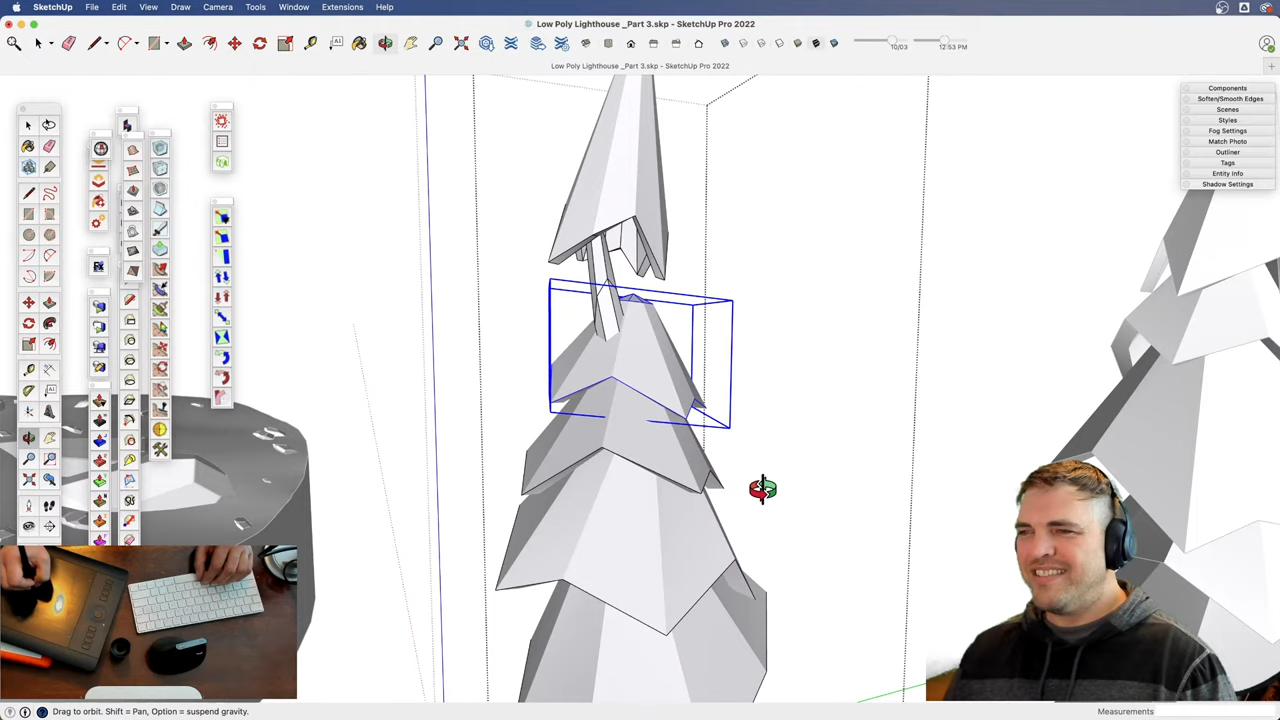 SketchUp File Edit View Draw Camera Tools Window Extensions Help
Low Poly Lighthouse _Part 3.skp - SketchUp Pro 2022
10/03 12:53 PM
Low Poly Lighthouse _Part 3.skp - SketchUp Pro 2022
Components
Soften/Smooth Edges
Scenes
Styles
Fog Settings
Match Photo
Outliner
Tags
Entity Info
Shadow Settings
Drag to orbit. Shift = Pan, Option = suspend gravity.
Measurements